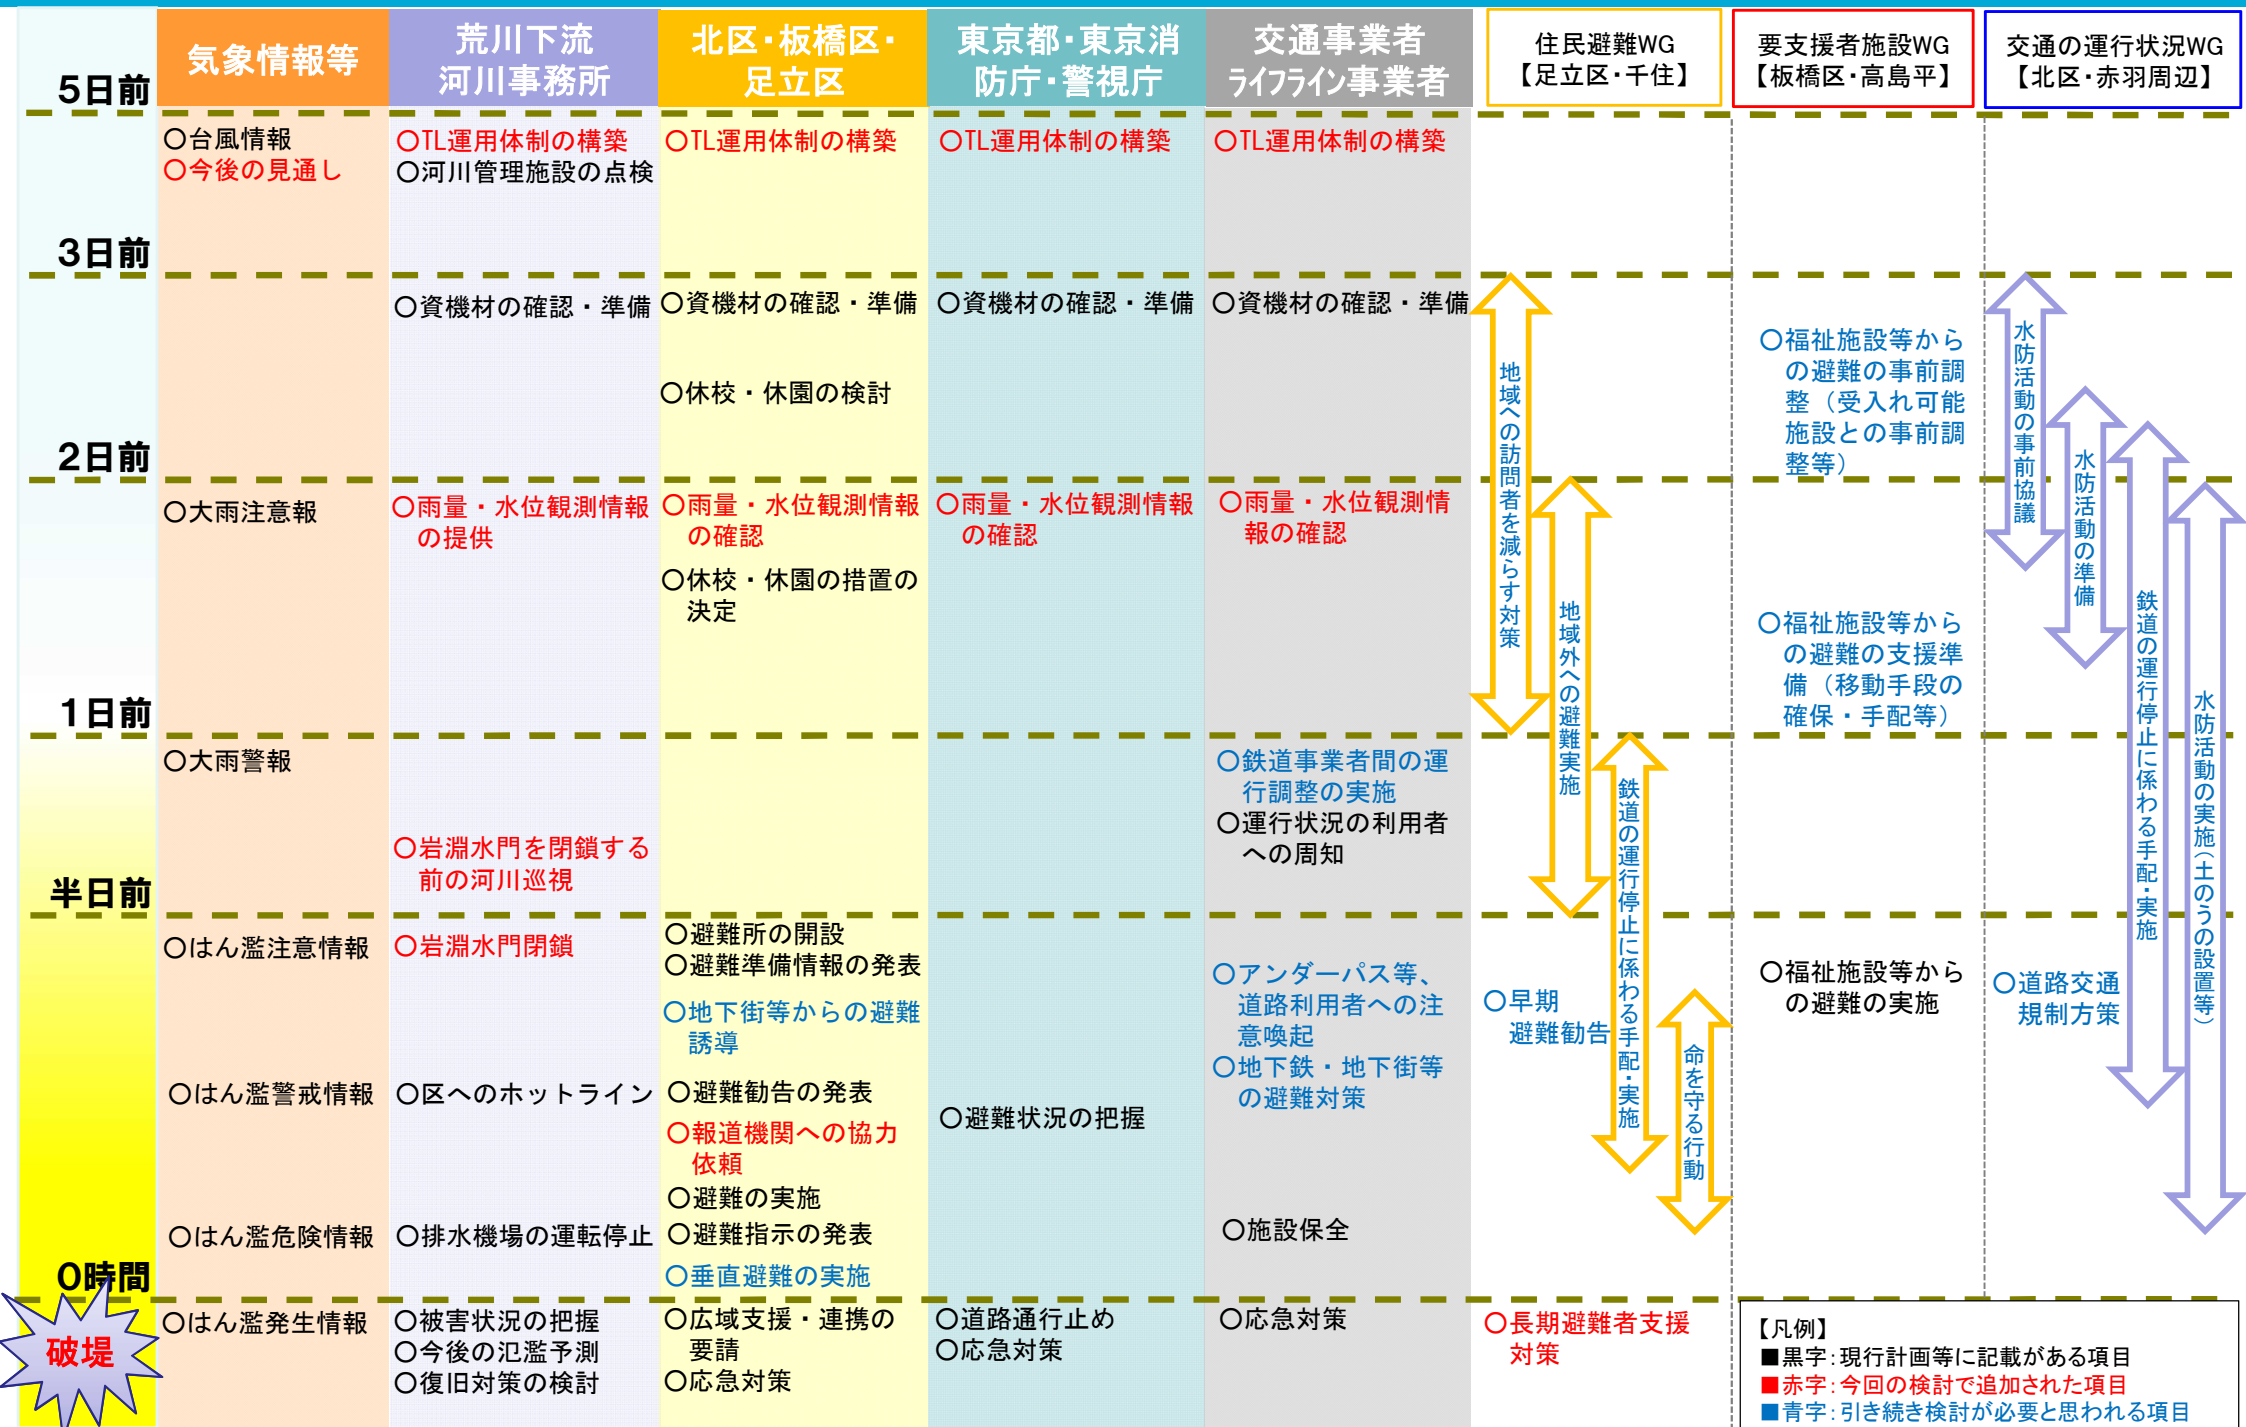 気象情報等
荒川下流
河川事務所
北区・板橋区・
足立区
東京都・東京消
防庁・警視庁
交通事業者
ライフライン事業者
住民避難WG
【足立区・千住】
要支援者施設WG
【板橋区・高島平】
交通の運行状況WG
【北区・赤羽周辺】
5日前
○台風情報
○今後の見通し
○TL運用体制の構築
○河川管理施設の点検
○TL運用体制の構築
○TL運用体制の構築
○TL運用体制の構築
3日前
○資機材の確認・準備
○資機材の確認・準備
○休校・休園の検討
○資機材の確認・準備
○資機材の確認・準備
地域への訪問者を減らす対策
○福祉施設等から
の避難の事前調
整（受入れ可能
施設との事前調
整等）
水防活動の事前協議
水防活動の準備
2日前
○大雨注意報
○雨量・水位観測情報
の提供
○雨量・水位観測情報
の確認
○休校・休園の措置の
決定
○雨量・水位観測情報
の確認
○雨量・水位観測情
報の確認
地域外への避難実施
○福祉施設等から
の避難の支援準
備（移動手段の
確保・手配等）
鉄道の運行停止に係わる手配・実施
水防活動の実施（土のうの設置等）
1日前
○大雨警報
○岩淵水門を閉鎖する
前の河川巡視
○鉄道事業者間の運
行調整の実施
○運行状況の利用者
への周知
鉄道の運行停止に係わる手配・実施
半日前
○はん濫注意情報
○岩淵水門閉鎖
○避難所の開設
○避難準備情報の発表
○地下街等からの避難
誘導
○アンダーパス等、
道路利用者への注
意喚起
○地下鉄・地下街等
の避難対策
○早期
避難勧告
命を守る行動
○福祉施設等から
の避難の実施
○道路交通
規制方策
○はん濫警戒情報
○区へのホットライン
○避難勧告の発表
○報道機関への協力
依頼
○避難の実施
○避難状況の把握
○はん濫危険情報
○排水機場の運転停止
○避難指示の発表
○垂直避難の実施
○施設保全
0時間
破堤
○はん濫発生情報
○被害状況の把握
○今後の氾濫予測
○復旧対策の検討
○広域支援・連携の
要請
○応急対策
○道路通行止め
○応急対策
○応急対策
○長期避難者支援
対策
【凡例】
■黒字：現行計画等に記載がある項目
■赤字：今回の検討で追加された項目
■青字：引き続き検討が必要と思われる項目